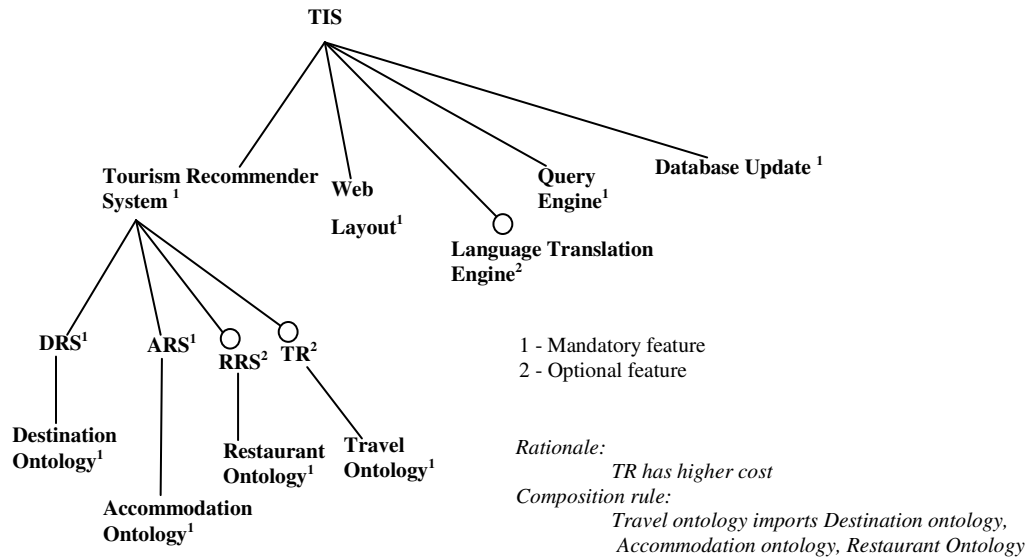 TIS
Tourism Recommender
System ¹
Web
Layout¹
Query
Engine¹
Database Update ¹
Language Translation
Engine²
DRS¹
ARS¹
RRS²
TR²
1 - Mandatory feature
2 - Optional feature
Destination
Ontology¹
Accommodation
Ontology¹
Restaurant
Ontology¹
Travel
Ontology¹
Rationale:
TR has higher cost
Composition rule:
Travel ontology imports Destination ontology,
Accommodation ontology, Restaurant Ontology